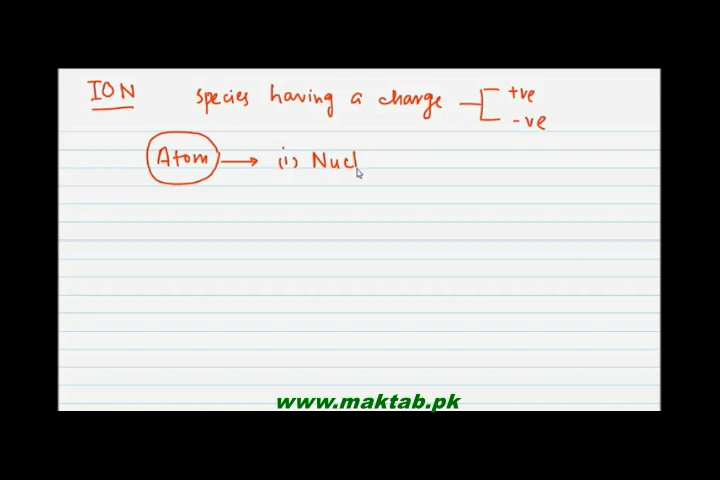 ION species having a charge +ve
-ve
Atom → (i) Nucl
www.maktab.pk